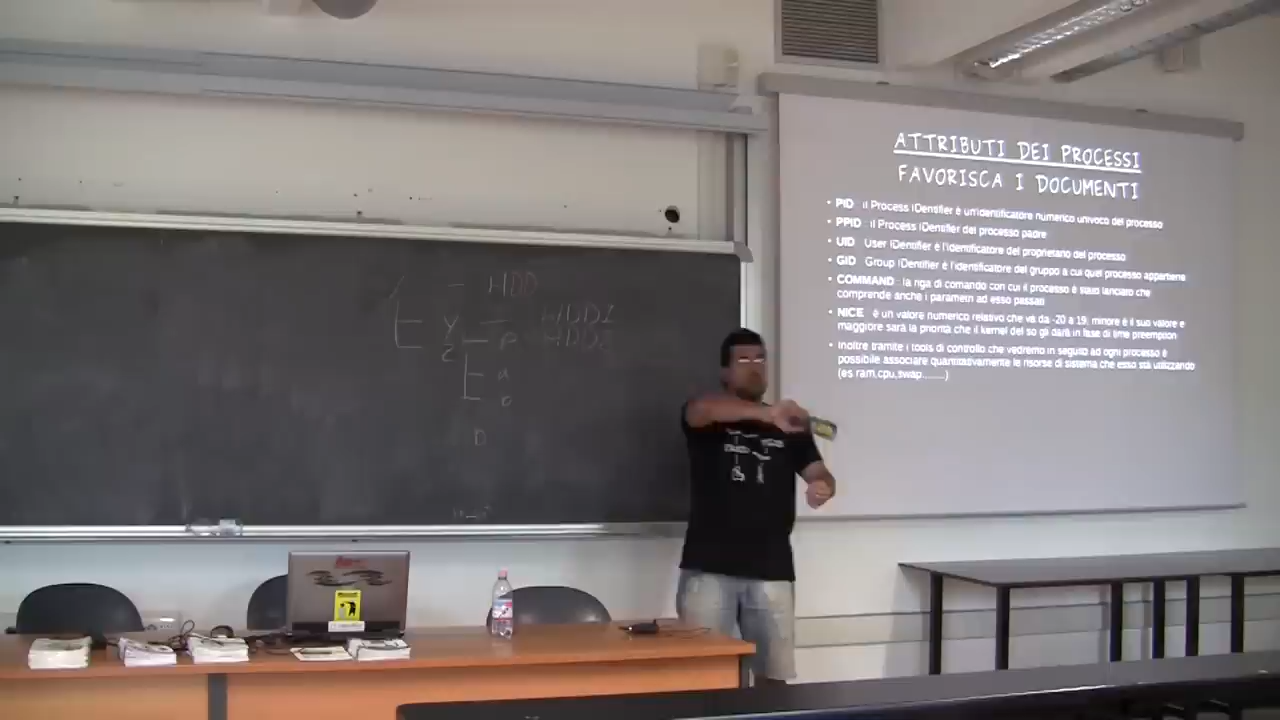 ATTRIBUTI DEI PROCESSI
FAVORISCA I DOCUMENTI
• PID : il Process IDentifier è un'identificatore numerico univoco del processo
• PPID : il Process IDentifier del processo padre
• UID : User IDentifier è l'identificatore del proprietario del processo
• GID : Group IDentifier è l'identificatore del gruppo a cui quel processo appartiene
• COMMAND : la riga di comando con cui il processo è stato lanciato che
comprende anche i parametri ad esso passati
• NICE : è un valore numerico relativo che va da -20 a 19, minore è il suo valore e
maggiore sarà la priorità che il kernel del so gli darà in fase di time preemption
• Inoltre tramite i tools di controllo che vedremo in seguito ad ogni processo è
possibile associare quantitativamente le risorse di sistema che esso stà utilizzando
(es ram,cpu,swap.......)
HDD
HDD1
HDD2